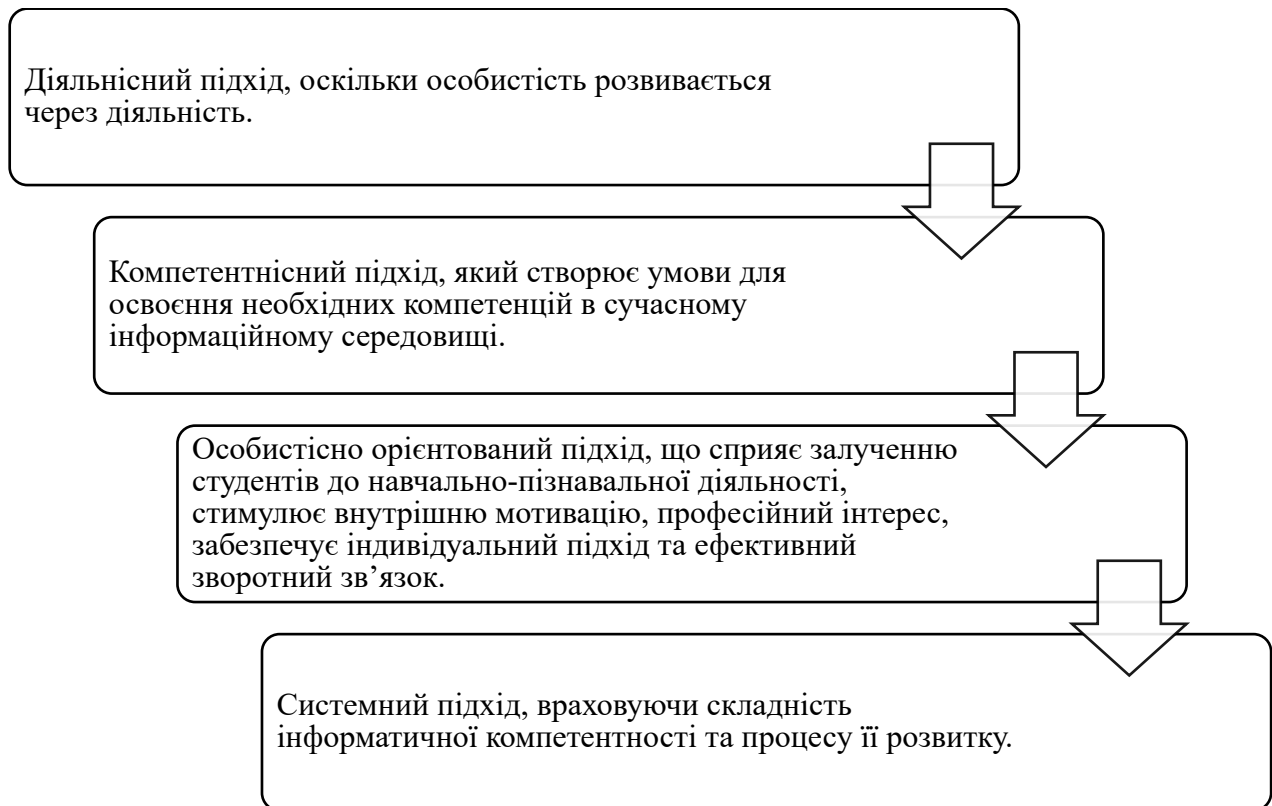 Діяльнісний підхід, оскільки особистість розвивається
через діяльність.
Компетентнісний підхід, який створює умови для
освоєння необхідних компетенцій в сучасному
інформаційному середовищі.
Особистісно орієнтований підхід, що сприяє залученню
студентів до навчально-пізнавальної діяльності,
стимулює внутрішню мотивацію, професійний інтерес,
забезпечує індивідуальний підхід та ефективний
зворотний зв’язок.
Системний підхід, враховуючи складність
інформатичної компетентності та процесу її розвитку.